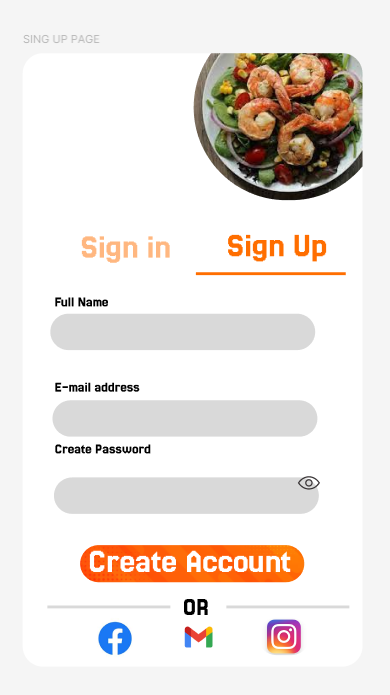 SING UP PAGE
Sign in
Sign Up
Full Name
E-mail address
Create Password
Create Account
OR